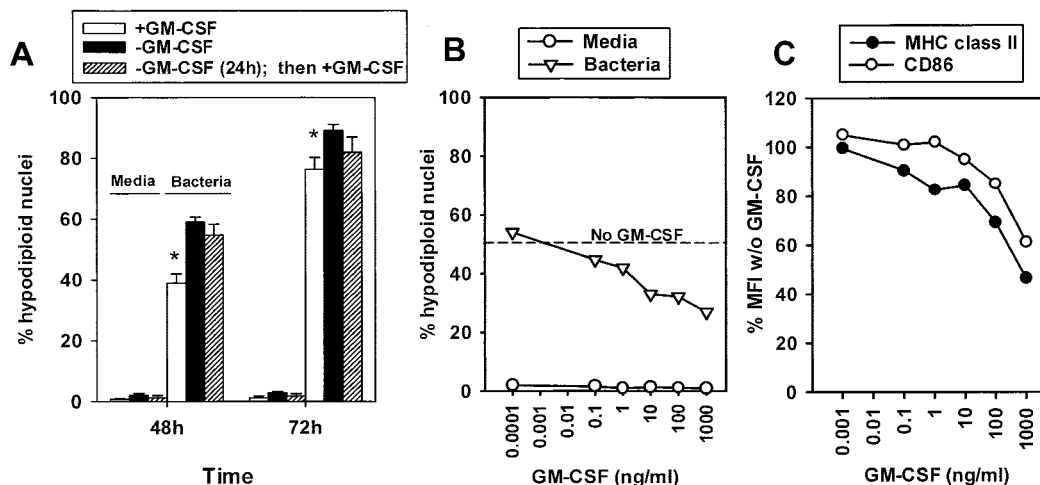 A
+GM-CSF
-GM-CSF
-GM-CSF (24h); then +GM-CSF
% hypodiploid nuclei
100
80
60
40
20
0
Media
Bacteria
*
*
48h
72h
Time
B
Media
Bacteria
% hypodiploid nuclei
100
80
60
40
20
0
No GM-CSF
0.0001
0.001
0.01
0.1
1
10
100
1000
GM-CSF (ng/ml)
C
MHC class II
CD86
% MFI w/o GM-CSF
120
100
80
60
40
20
0
0.001
0.01
0.1
1
10
100
1000
GM-CSF (ng/ml)